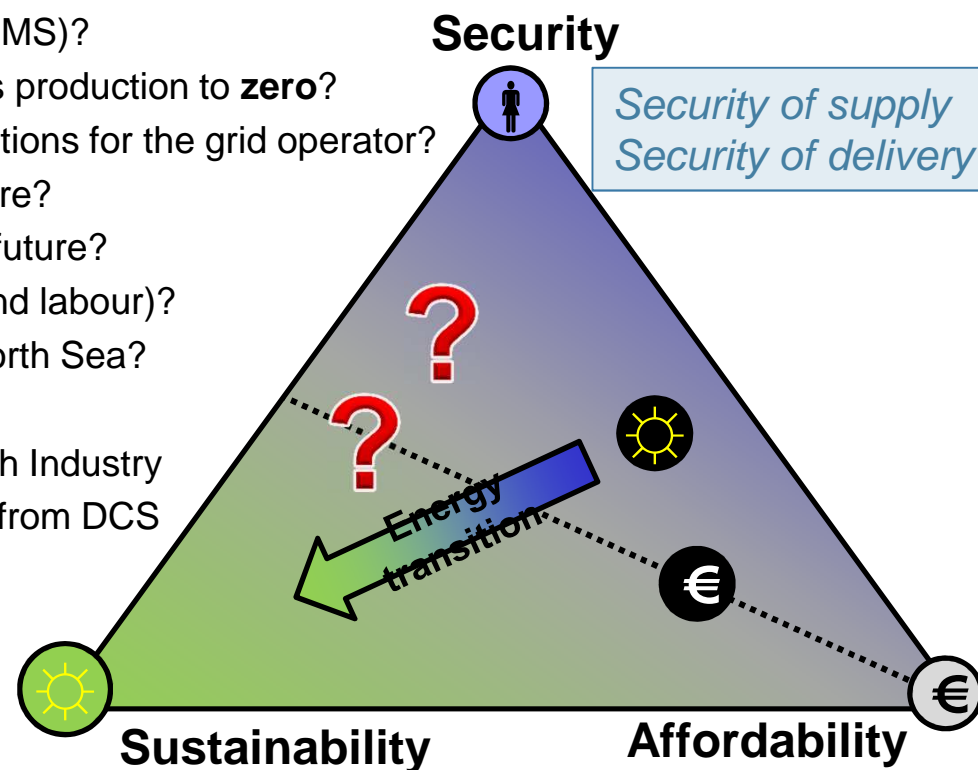 MS)?
Security
s production to zero?
Security of supply
tions for the grid operator?
Security of delivery
re?
future?
nd labour)?
orth Sea?
?
?
h Industry
from DCS
Energy
transition
€
€
Sustainability
Affordability